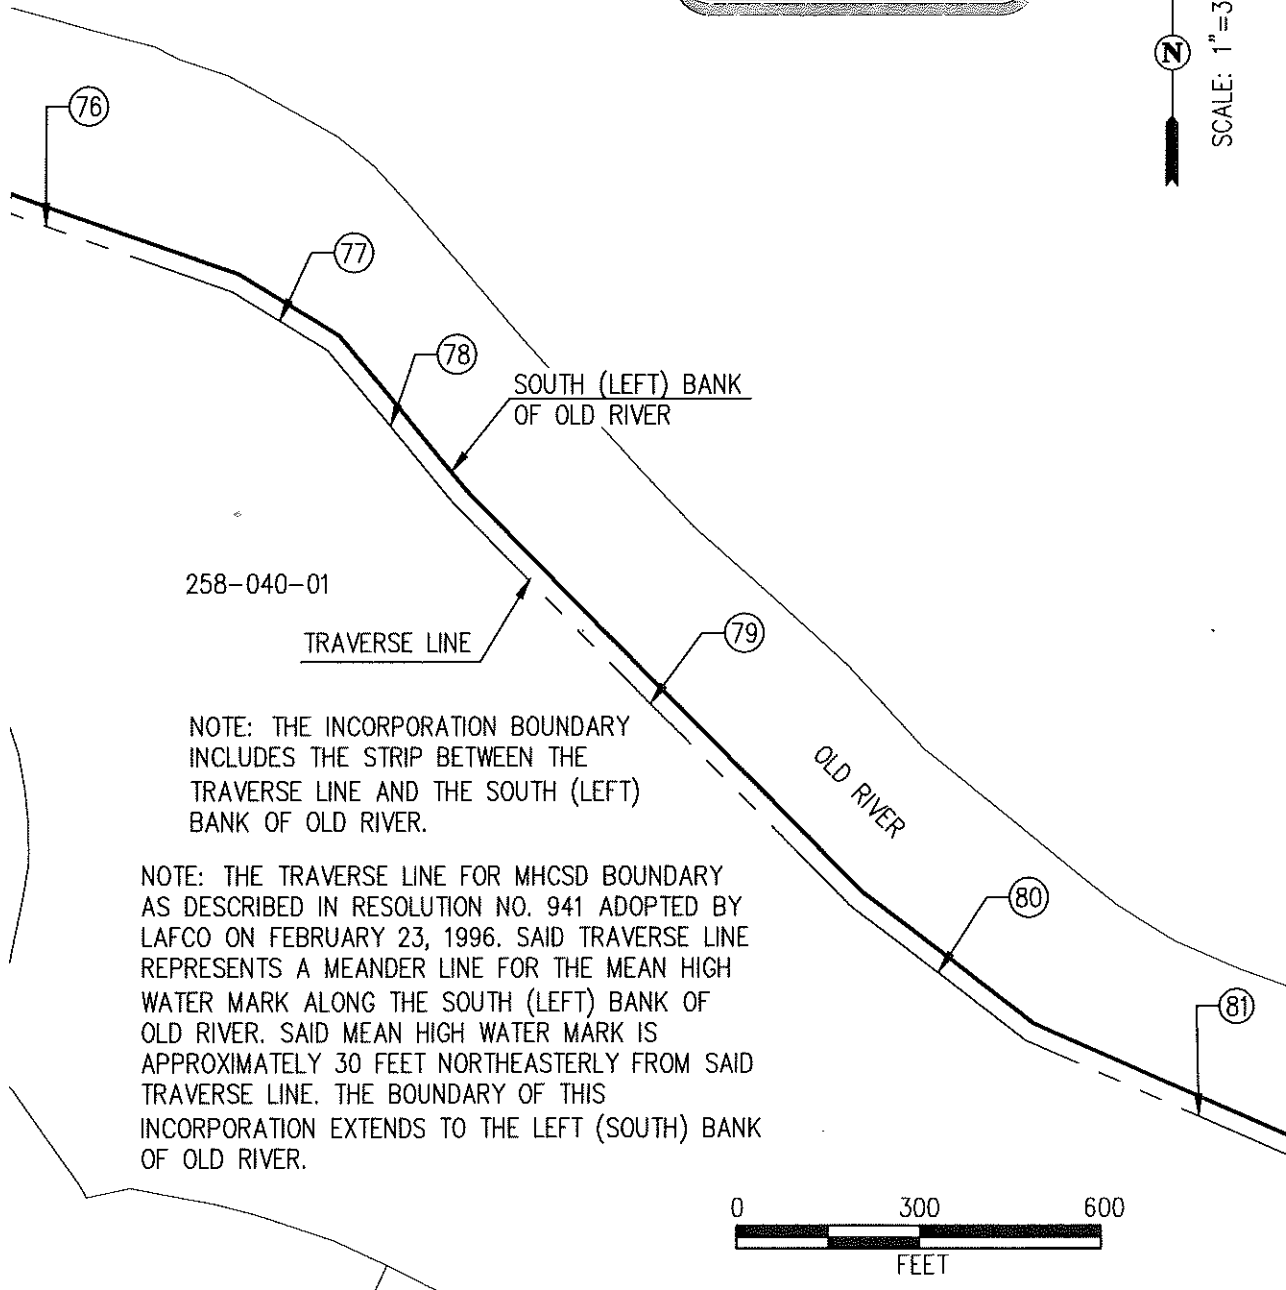 N
SCALE: 1"=3
76
77
78
SOUTH (LEFT) BANK
OF OLD RIVER
258-040-01
TRAVERSE LINE
79
NOTE: THE INCORPORATION BOUNDARY
INCLUDES THE STRIP BETWEEN THE
TRAVERSE LINE AND THE SOUTH (LEFT)
BANK OF OLD RIVER.
OLD RIVER
NOTE: THE TRAVERSE LINE FOR MHCSD BOUNDARY
AS DESCRIBED IN RESOLUTION NO. 941 ADOPTED BY
LAFCO ON FEBRUARY 23, 1996. SAID TRAVERSE LINE
REPRESENTS A MEANDER LINE FOR THE MEAN HIGH
WATER MARK ALONG THE SOUTH (LEFT) BANK OF
OLD RIVER. SAID MEAN HIGH WATER MARK IS
APPROXIMATELY 30 FEET NORTHEASTERLY FROM SAID
TRAVERSE LINE. THE BOUNDARY OF THIS
INCORPORATION EXTENDS TO THE LEFT (SOUTH) BANK
OF OLD RIVER.
80
81
0 300 600
FEET